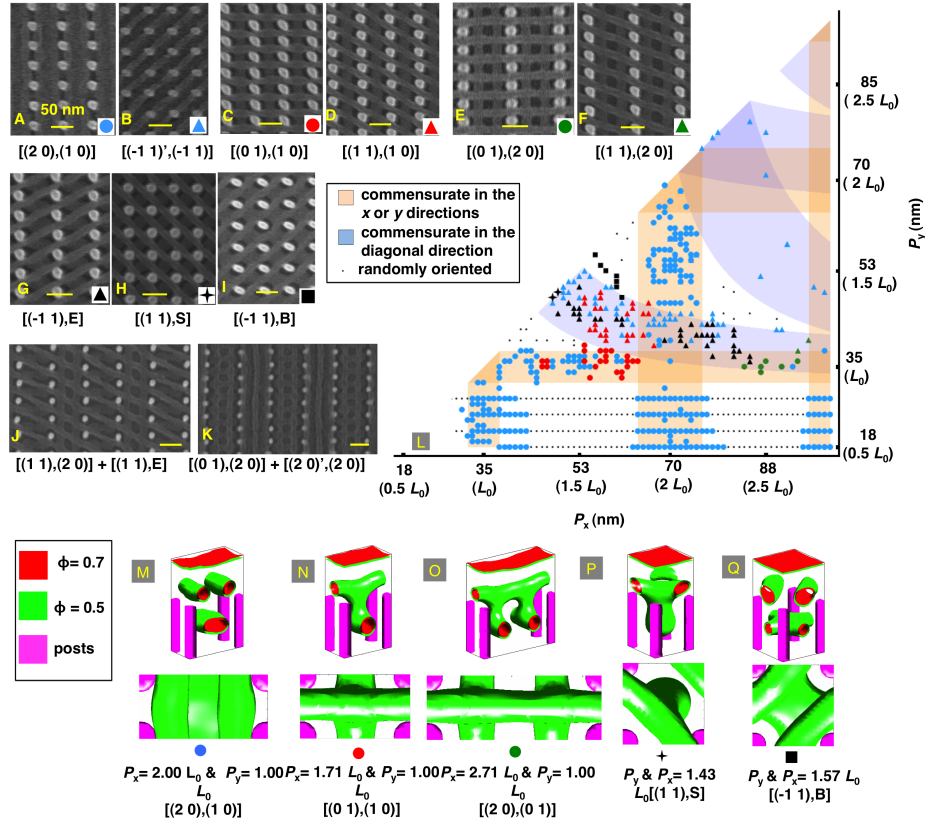 A
50 nm
B
C
D
E
F
[(2 0),(1 0)]
[(-1 1)',(-1 1)]
[(0 1),(1 0)]
[(1 1),(1 0)]
[(0 1),(2 0)]
[(1 1),(2 0)]
G
H
I
[(-1 1),E]
[(1 1),S]
[(-1 1),B]
commensurate in the
x or y directions
commensurate in the
diagonal direction
randomly oriented
J
K
[(1 1),(2 0)] + [(1 1),E]
[(0 1),(2 0)] + [(2 0)',(2 0)]
L
85
(2.5 L0)
70
(2 L0)
53
(1.5 L0)
35
(L0)
18
(0.5 L0)
Py (nm)
18
(0.5 L0)
35
(L0)
53
(1.5 L0)
70
(2 L0)
88
(2.5 L0)
Px (nm)
ϕ= 0.7
ϕ= 0.5
posts
M
N
O
P
Q
Px= 2.00 L0 & Py= 1.00
L0
[(2 0),(1 0)]
Px= 1.71 L0 & Py= 1.00
L0
[(0 1),(1 0)]
Px= 2.71 L0 & Py= 1.00
L0
[(2 0),(0 1)]
Py & Px= 1.43
L0[(1 1),S]
Py & Px= 1.57 L0
[(-1 1),B]